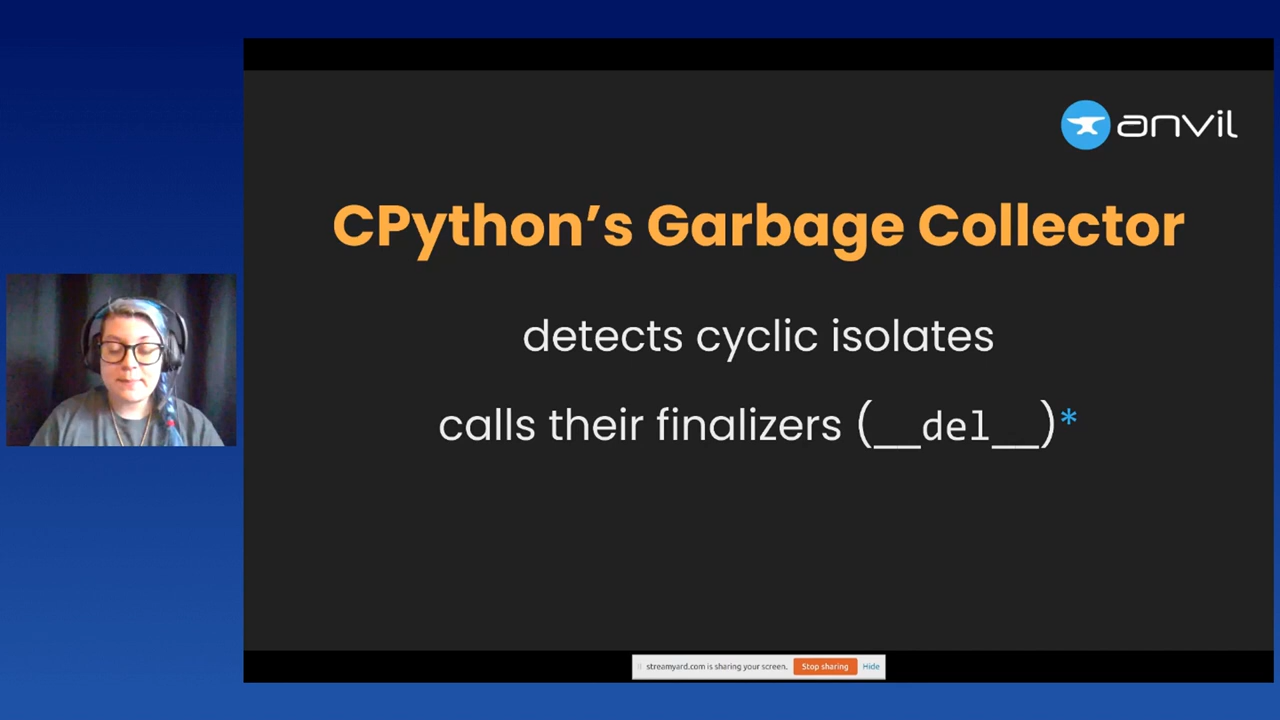 anvil
CPython’s Garbage Collector
detects cyclic isolates
calls their finalizers (__del__)*
streamyard.com is sharing your screen.
Stop sharing
Hide